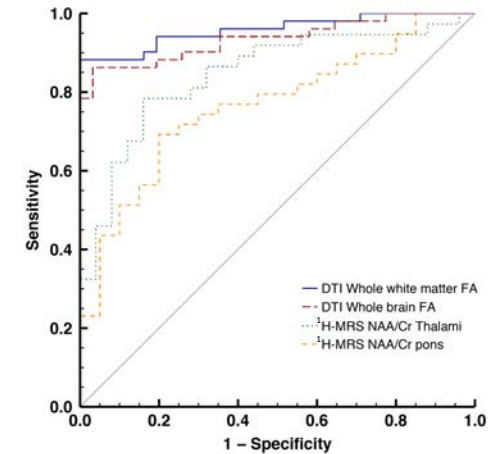 1.0
0.8
0.6
0.4
0.2
0.0
Sensitivity
DTI Whole white matter FA
DTI Whole brain FA
¹H-MRS NAA/Cr Thalami
¹H-MRS NAA/Cr pons
0.0 0.2 0.4 0.6 0.8 1.0
1 – Specificity